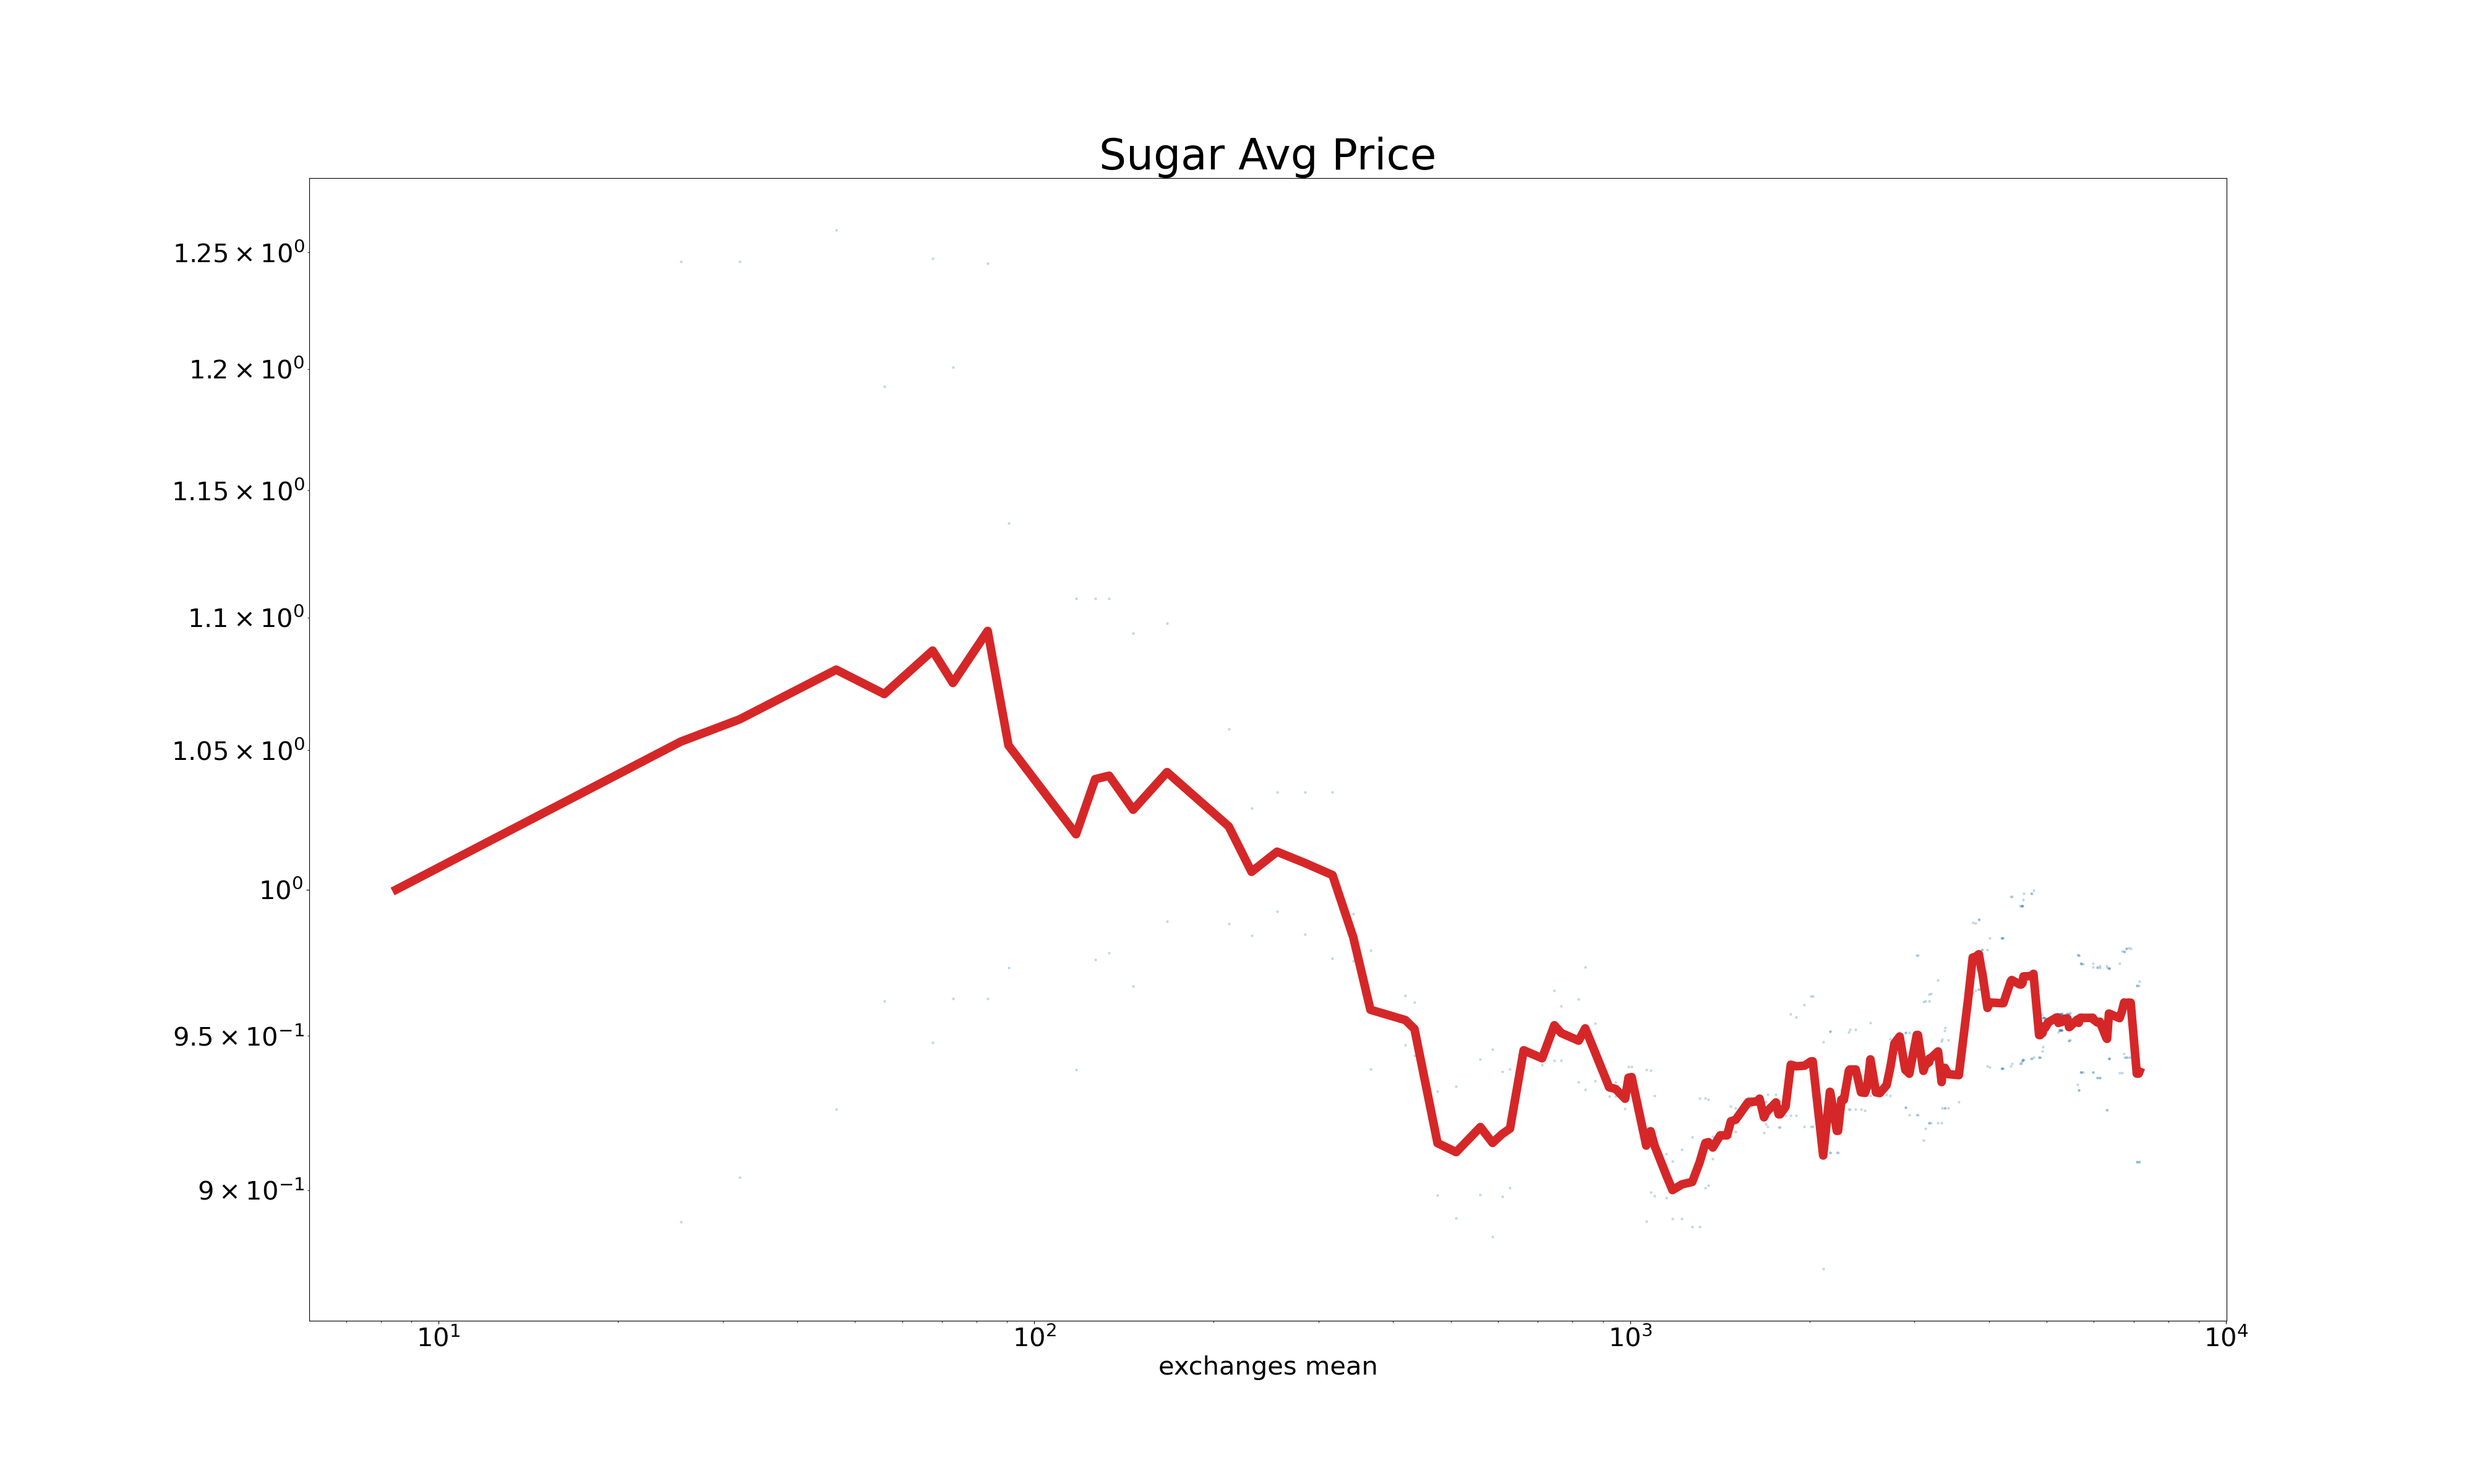 Sugar Avg Price
1.25 × 10⁰
1.2 × 10⁰
1.15 × 10⁰
1.1 × 10⁰
1.05 × 10⁰
10⁰
9.5 × 10⁻¹
9 × 10⁻¹
10¹ 10² 10³ 10⁴
exchanges mean